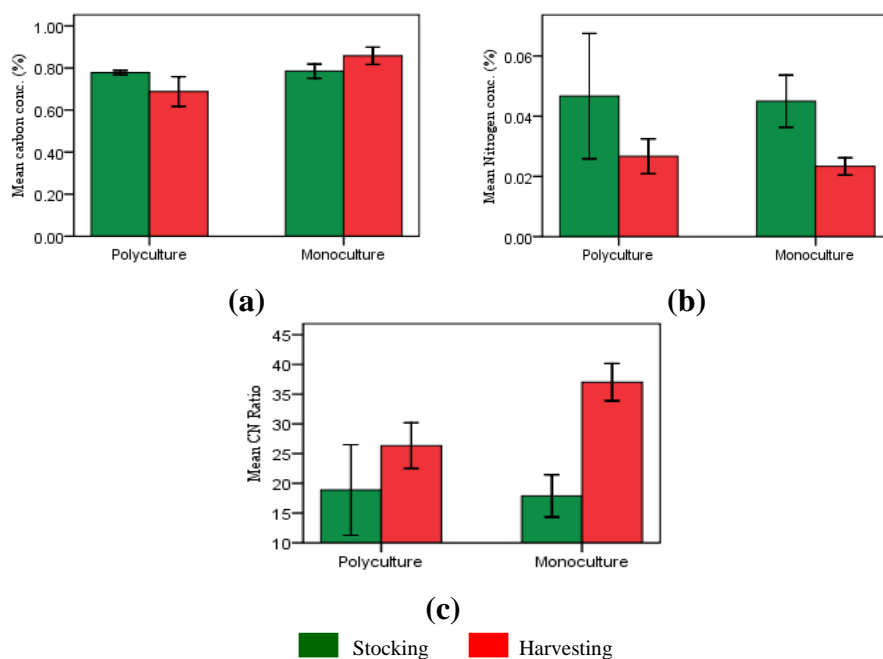 Mean carbon conc. (%)
1.00
0.80
0.60
0.40
0.20
0.00
Polyculture
Monoculture
(a)
Mean Nitrogen conc. (%)
0.06
0.04
0.02
0.00
Polyculture
Monoculture
(b)
Mean CN Ratio
45
40
35
30
25
20
15
10
Polyculture
Monoculture
(c)
Stocking Harvesting